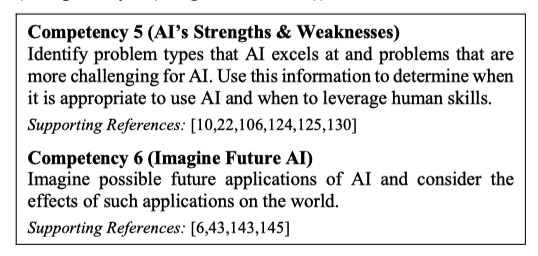 Competency 5 (AI's Strengths & Weaknesses)
Identify problem types that AI excels at and problems that are
more challenging for AI. Use this information to determine when
it is appropriate to use AI and when to leverage human skills.
Supporting References: [10,22,106,124,125,130]
Competency 6 (Imagine Future AI)
Imagine possible future applications of AI and consider the
effects of such applications on the world.
Supporting References: [6,43,143,145]